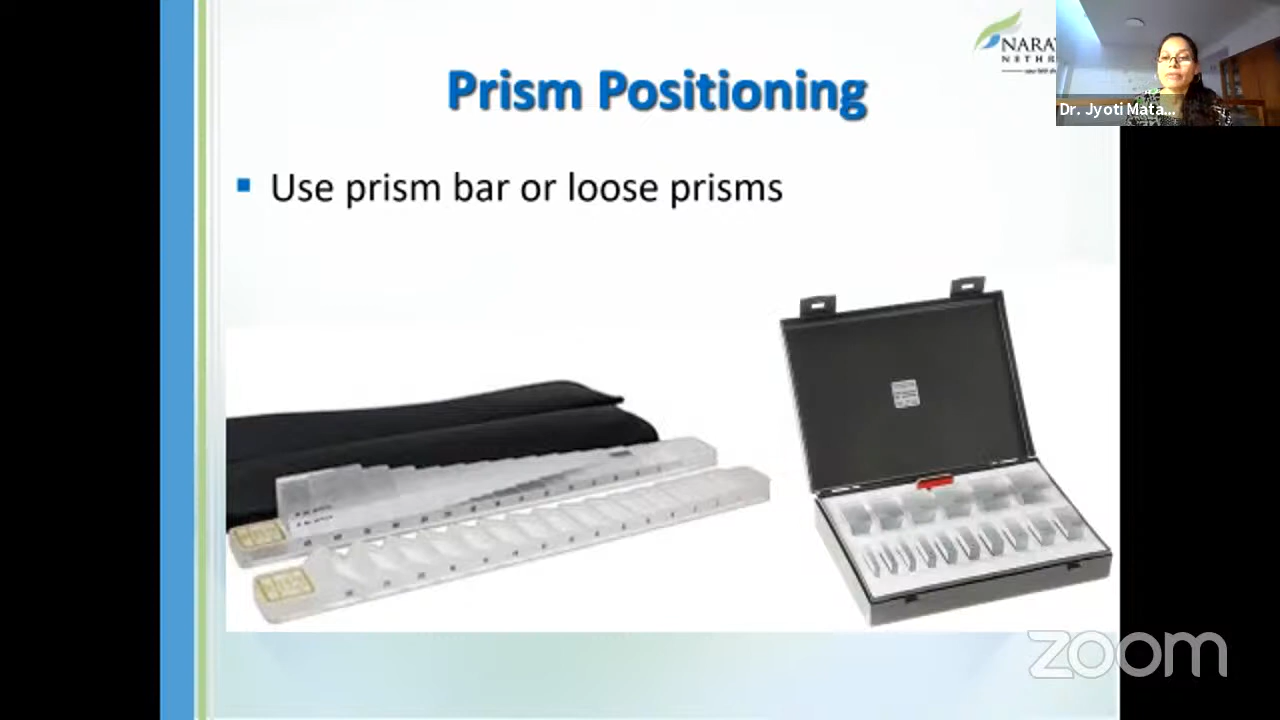 Prism Positioning
Use prism bar or loose prisms
NARA
NETHR
Dr. Jyoti Mata...
zoom